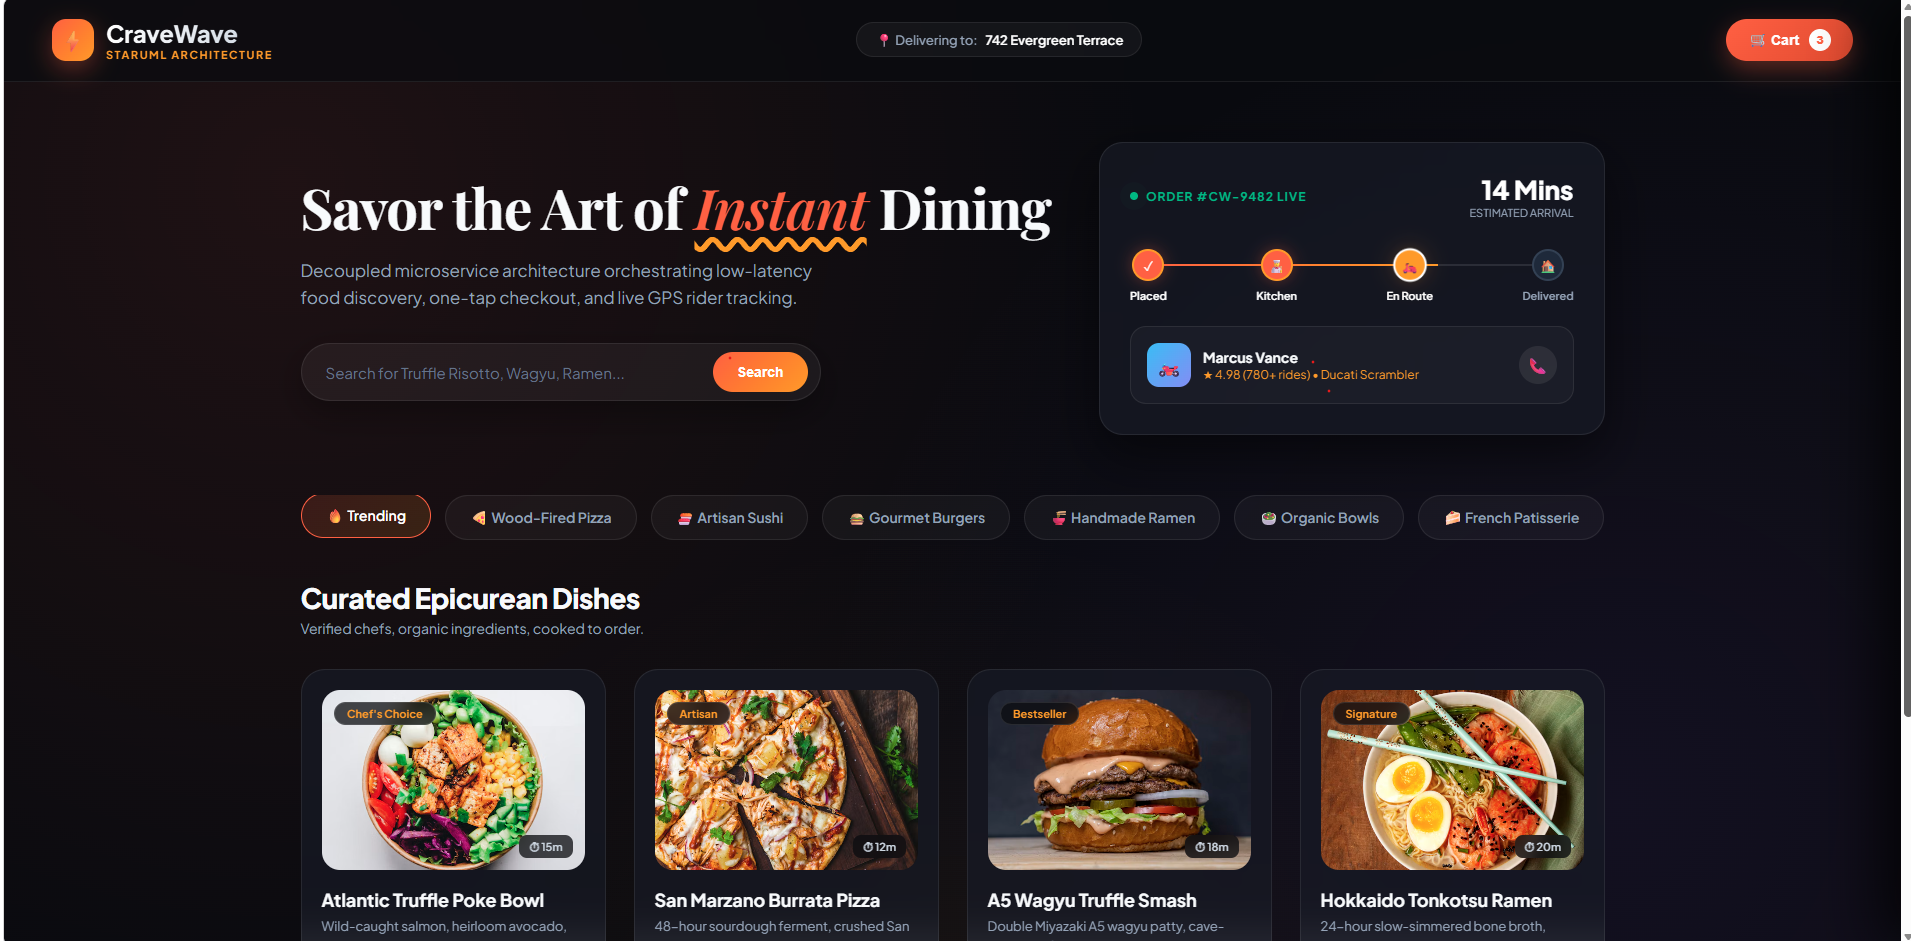 CraveWave
STARUML ARCHITECTURE
Delivering to: 742 Evergreen Terrace
Cart 3
Savor the Art of Instant Dining
Decoupled microservice architecture orchestrating low-latency
food discovery, one-tap checkout, and live GPS rider tracking.
Search for Truffle Risotto, Wagyu, Ramen...
Search
ORDER #CW-9482 LIVE
14 Mins
ESTIMATED ARRIVAL
Placed
Kitchen
En Route
Delivered
Marcus Vance
★ 4.98 (780+ rides) • Ducati Scrambler
Trending
Wood-Fired Pizza
Artisan Sushi
Gourmet Burgers
Handmade Ramen
Organic Bowls
French Patisserie
Curated Epicurean Dishes
Verified chefs, organic ingredients, cooked to order.
Chef's Choice
15m
Atlantic Truffle Poke Bowl
Wild-caught salmon, heirloom avocado,
Artisan
12m
San Marzano Burrata Pizza
48-hour sourdough ferment, crushed San
Bestseller
18m
A5 Wagyu Truffle Smash
Double Miyazaki A5 wagyu patty, cave-
Signature
20m
Hokkaido Tonkotsu Ramen
24-hour slow-simmered bone broth,